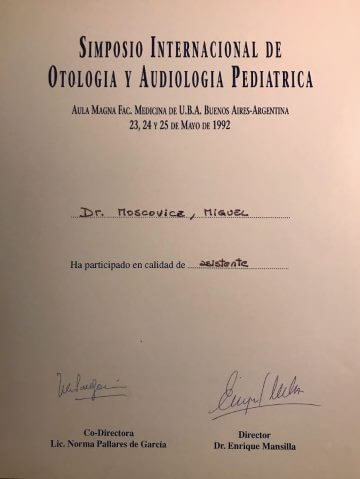 SIMPOSIO INTERNACIONAL DE
OTOLOGIA Y AUDIOLOGIA PEDIATRICA
AULA MAGNA FAC. MEDICINA DE U.B.A. BUENOS AIRES-ARGENTINA
23, 24 y 25 DE MAYO DE 1992
Dr. MOSCOVICZ, MIGUEL
Ha participado en calidad de asistente
Co-Directora
Lic. Norma Pallares de García
Director
Dr. Enrique Mansilla